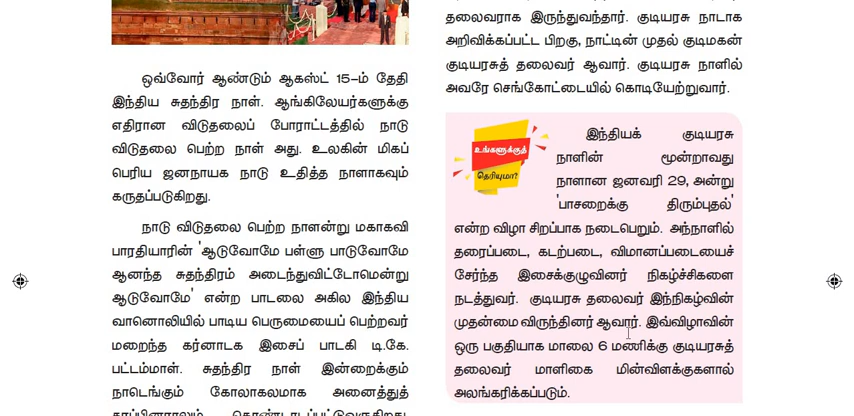 ஒவ்வோர் ஆண்டும் ஆகஸ்ட் 15-ம் தேதி
இந்திய சுதந்திர நாள். ஆங்கிலேயர்களுக்கு
எதிரான விடுதலைப் போராட்டத்தில் நாடு
விடுதலை பெற்ற நாள் அது. உலகின் மிகப்
பெரிய ஜனநாயக நாடு உதித்த நாளாகவும்
கருதப்படுகிறது.
நாடு விடுதலை பெற்ற நாளன்று மகாகவி
பாரதியாரின் 'ஆடுவோமே பள்ளு பாடுவோமே
ஆனந்த சுதந்திரம் அடைந்துவிட்டோமென்று
ஆடுவோமே' என்ற பாடலை அகில இந்திய
வானொலியில் பாடிய பெருமையைப் பெற்றவர்
மறைந்த கர்னாடக இசைப் பாடகி டி.கே.
பட்டம்மாள். சுதந்திர நாள் இன்றைக்கும்
நாடெங்கும் கோலாகலமாக அனைத்துத்
தலைவராக இருந்துவந்தார். குடியரசு நாடாக
அறிவிக்கப்பட்ட பிறகு, நாட்டின் முதல் குடிமகன்
குடியரசுத் தலைவர் ஆவார். குடியரசு நாளில்
அவரே செங்கோட்டையில் கொடியேற்றுவார்.
உங்களுக்குத்
தெரியுமா?
இந்தியக் குடியரசு
நாளின் மூன்றாவது
நாளான ஜனவரி 29, அன்று
'பாசறைக்கு திரும்புதல்'
என்ற விழா சிறப்பாக நடைபெறும். அந்நாளில்
தரைப்படை, கடற்படை, விமானப்படையைச்
சேர்ந்த இசைக்குழுவினர் நிகழ்ச்சிகளை
நடத்துவர். குடியரசு தலைவர் இந்நிகழ்வின்
முதன்மை விருந்தினர் ஆவார். இவ்விழாவின்
ஒரு பகுதியாக மாலை 6 மணிக்கு குடியரசுத்
தலைவர் மாளிகை மின்விளக்குகளால்
அலங்கரிக்கப்படும்.